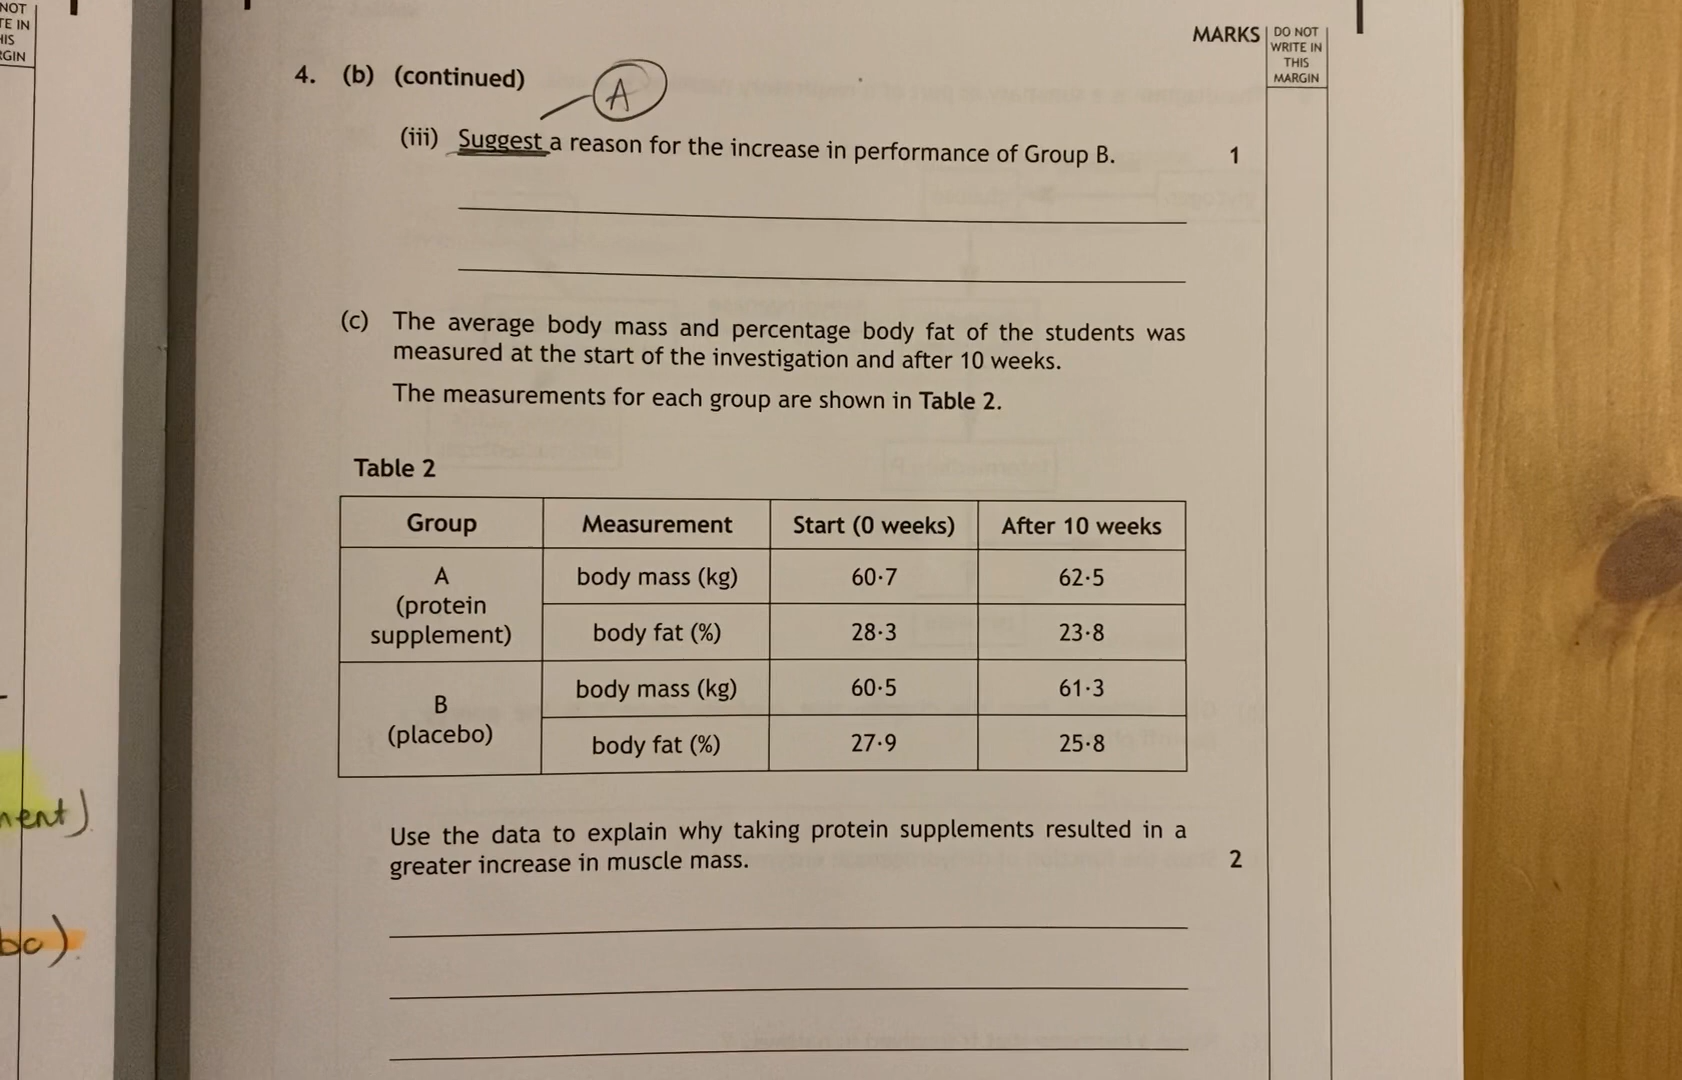 NOT
TE IN
HIS
RGIN
MARKS
DO NOT
WRITE IN
THIS
MARGIN
4. (b) (continued)
A
(iii) Suggest a reason for the increase in performance of Group B. 1
(c) The average body mass and percentage body fat of the students was
measured at the start of the investigation and after 10 weeks.
The measurements for each group are shown in Table 2.
Table 2
Group Measurement Start (0 weeks) After 10 weeks
A
(protein
supplement)
body mass (kg) 60·7 62·5
body fat (%) 28·3 23·8
B
(placebo)
body mass (kg) 60·5 61·3
body fat (%) 27·9 25·8
Use the data to explain why taking protein supplements resulted in a
greater increase in muscle mass. 2
ment)
bo).